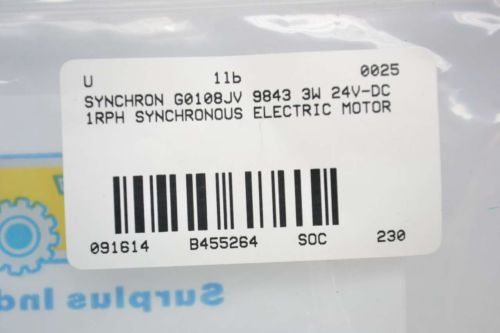 U 1lb 0025
SYNCHRON G0108JV 9843 3W 24V-DC
1RPH SYNCHRONOUS ELECTRIC MOTOR
091614 B455264 SOC 230
Surplus Ind